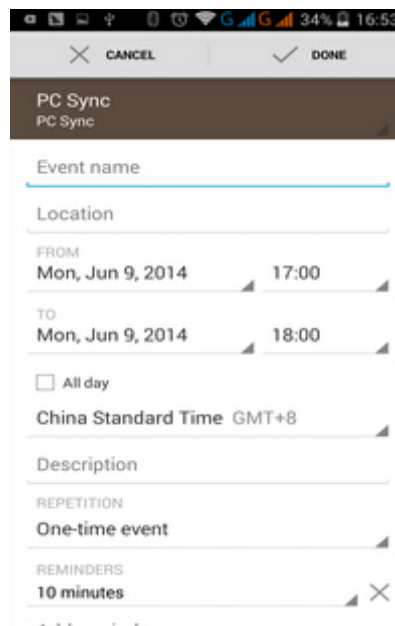 G G 34% 16:53
CANCEL DONE
PC Sync
PC Sync
Event name
Location
FROM
Mon, Jun 9, 2014 17:00
TO
Mon, Jun 9, 2014 18:00
All day
China Standard Time GMT+8
Description
REPETITION
One-time event
REMINDERS
10 minutes